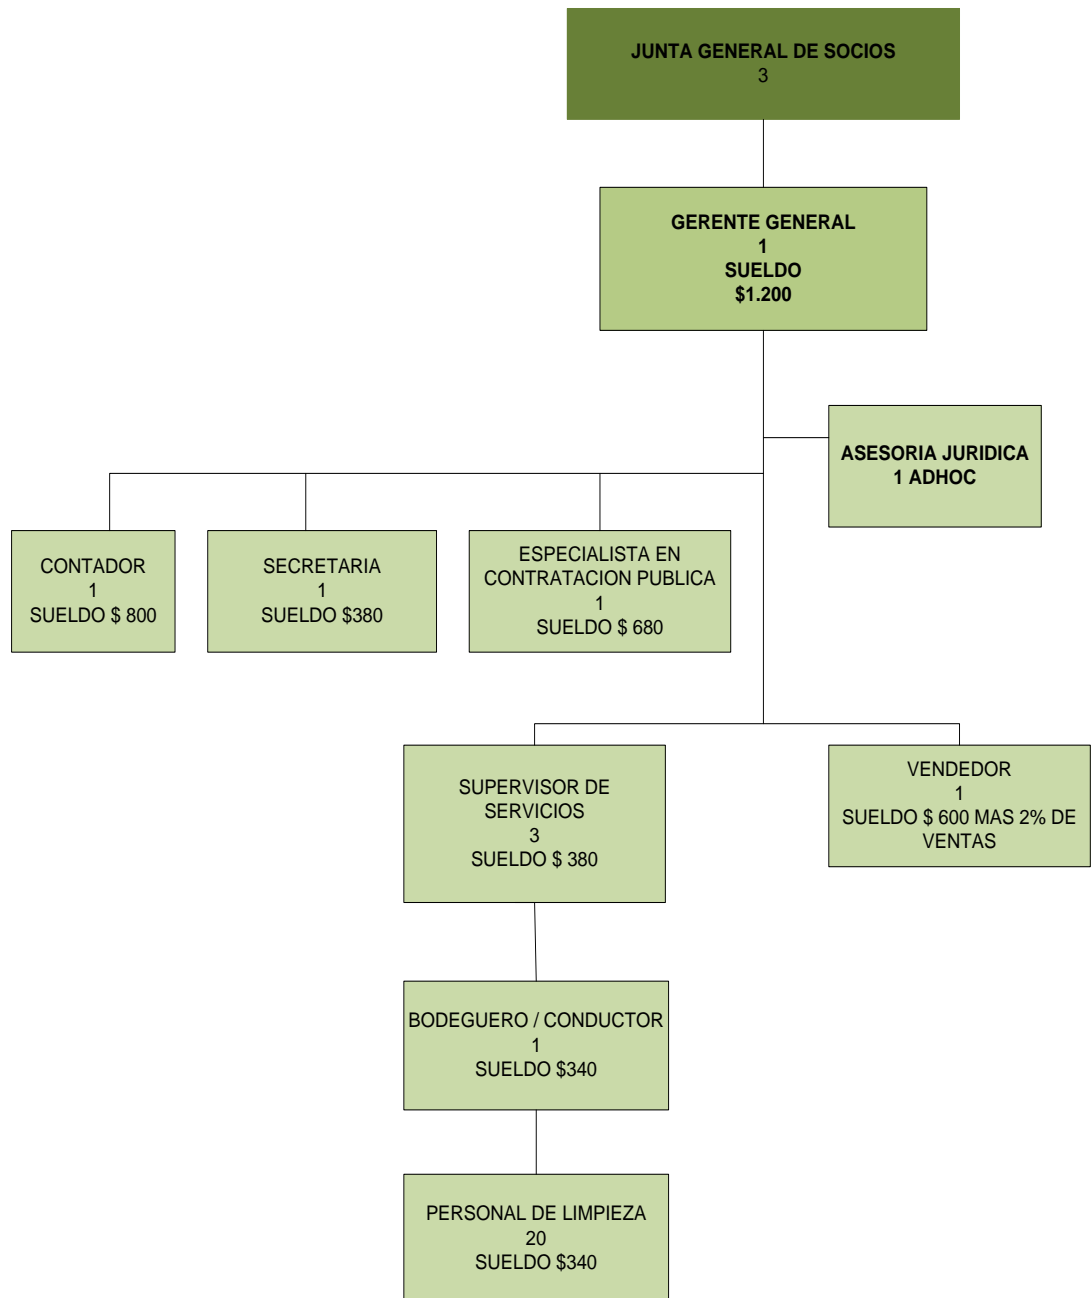 JUNTA GENERAL DE SOCIOS
3
GERENTE GENERAL
1
SUELDO
$1.200
ASESORIA JURIDICA
1 ADHOC
CONTADOR
1
SUELDO $ 800
SECRETARIA
1
SUELDO $380
ESPECIALISTA EN
CONTRATACION PUBLICA
1
SUELDO $ 680
SUPERVISOR DE
SERVICIOS
3
SUELDO $ 380
VENDEDOR
1
SUELDO $ 600 MAS 2% DE
VENTAS
BODEGUERO / CONDUCTOR
1
SUELDO $340
PERSONAL DE LIMPIEZA
20
SUELDO $340